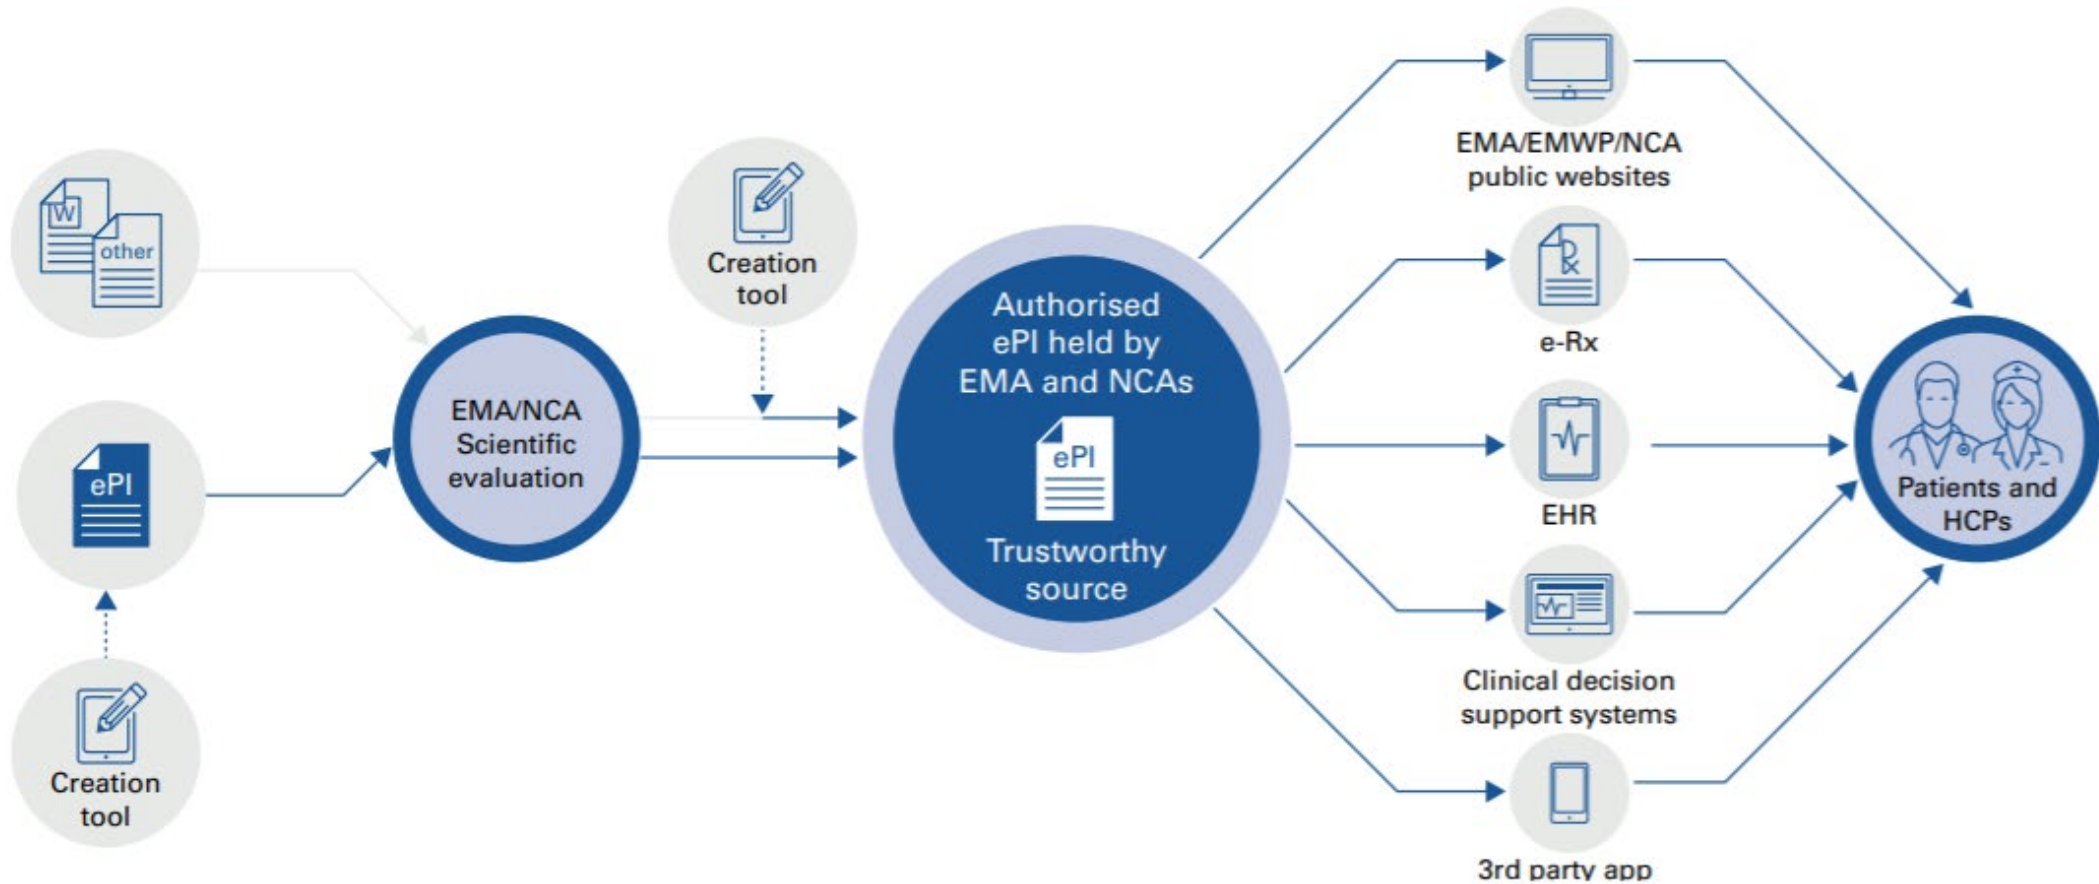 W
other
ePI
Creation
tool
EMA/NCA
Scientific
evaluation
Creation
tool
Authorised
ePI held by
EMA and NCAs
ePI
Trustworthy
source
EMA/EMWP/NCA
public websites
Rx
e-Rx
EHR
Clinical decision
support systems
3rd party app
Patients and
HCPs